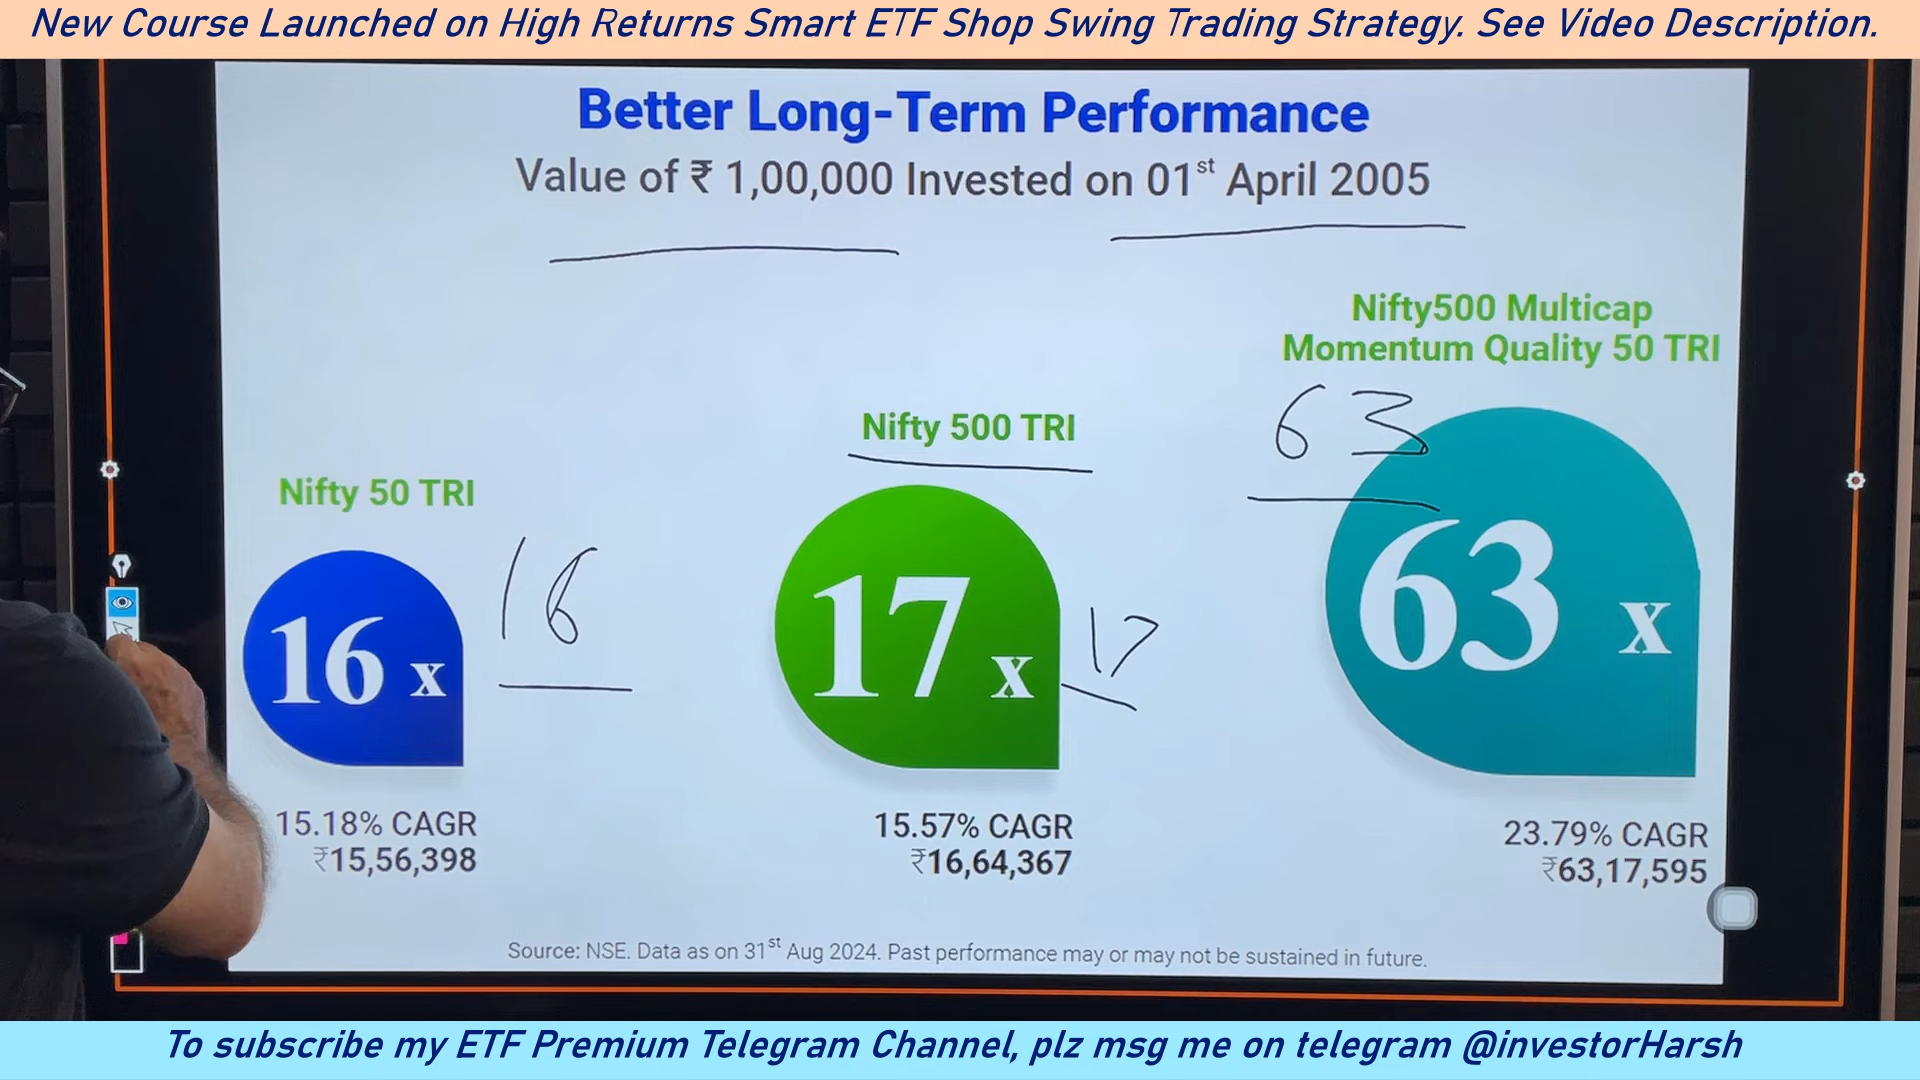 New Course Launched on High Returns Smart ETF Shop Swing Trading Strategy. See Video Description.
Better Long-Term Performance
Value of ₹ 1,00,000 Invested on 01st April 2005
Nifty500 Multicap
Momentum Quality 50 TRI
63
Nifty 500 TRI
Nifty 50 TRI
16 x
16
17 x
17
63 x
15.18% CAGR
₹15,56,398
15.57% CAGR
₹16,64,367
23.79% CAGR
₹63,17,595
Source: NSE. Data as on 31st Aug 2024. Past performance may or may not be sustained in future.
To subscribe my ETF Premium Telegram Channel, plz msg me on telegram @investorHarsh